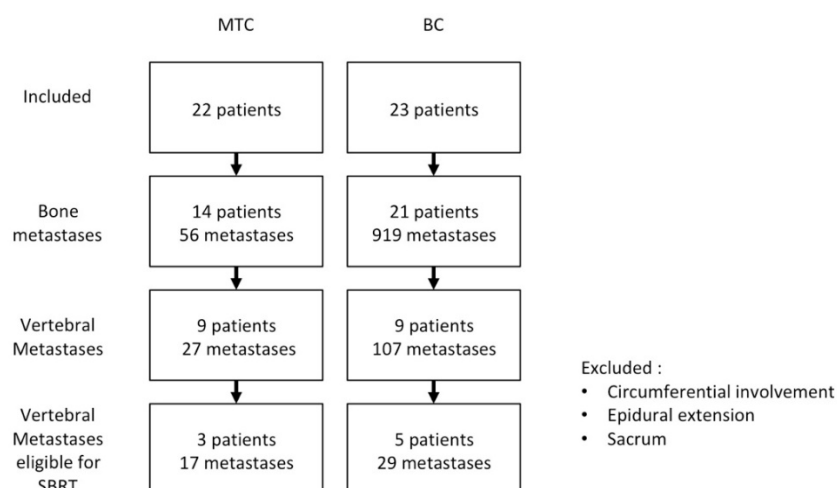 MTC BC
Included
22 patients
23 patients
Bone
metastases
14 patients
56 metastases
21 patients
919 metastases
Vertebral
Metastases
9 patients
27 metastases
9 patients
107 metastases
Vertebral
Metastases
eligible for
SBRT
3 patients
17 metastases
5 patients
29 metastases
Excluded :
• Circumferential involvement
• Epidural extension
• Sacrum